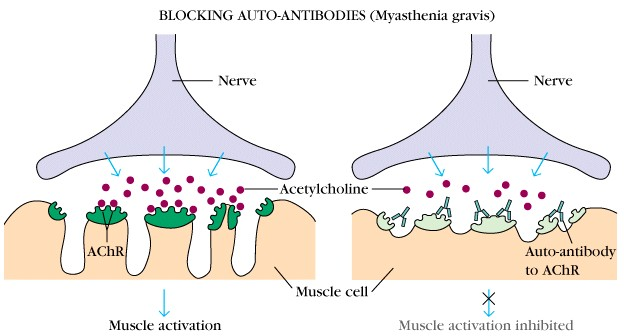 BLOCKING AUTO-ANTIBODIES (Myasthenia gravis)
Nerve
Nerve
Acetylcholine
AChR
Auto-antibody
to AChR
Muscle cell
Muscle activation
Muscle activation inhibited